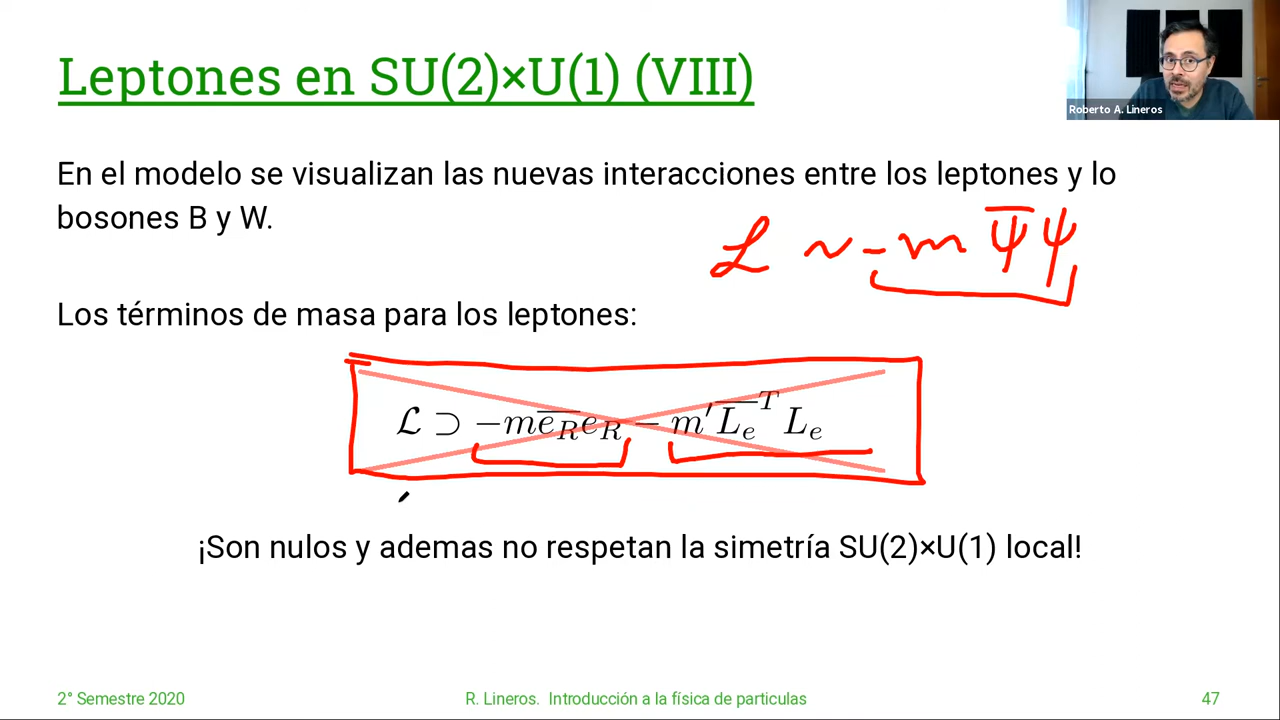 Leptones en SU(2)×U(1) (VIII)
Roberto A. Lineros
En el modelo se visualizan las nuevas interacciones entre los leptones y lo
bosones B y W.
ℒ ~ -m ψ̅ ψ
Los términos de masa para los leptones:
ℒ ⊃ −m e̅_R e_R − m′ L̅_e^T L_e
¡Son nulos y ademas no respetan la simetría SU(2)×U(1) local!
2° Semestre 2020
R. Lineros. Introducción a la física de particulas
47